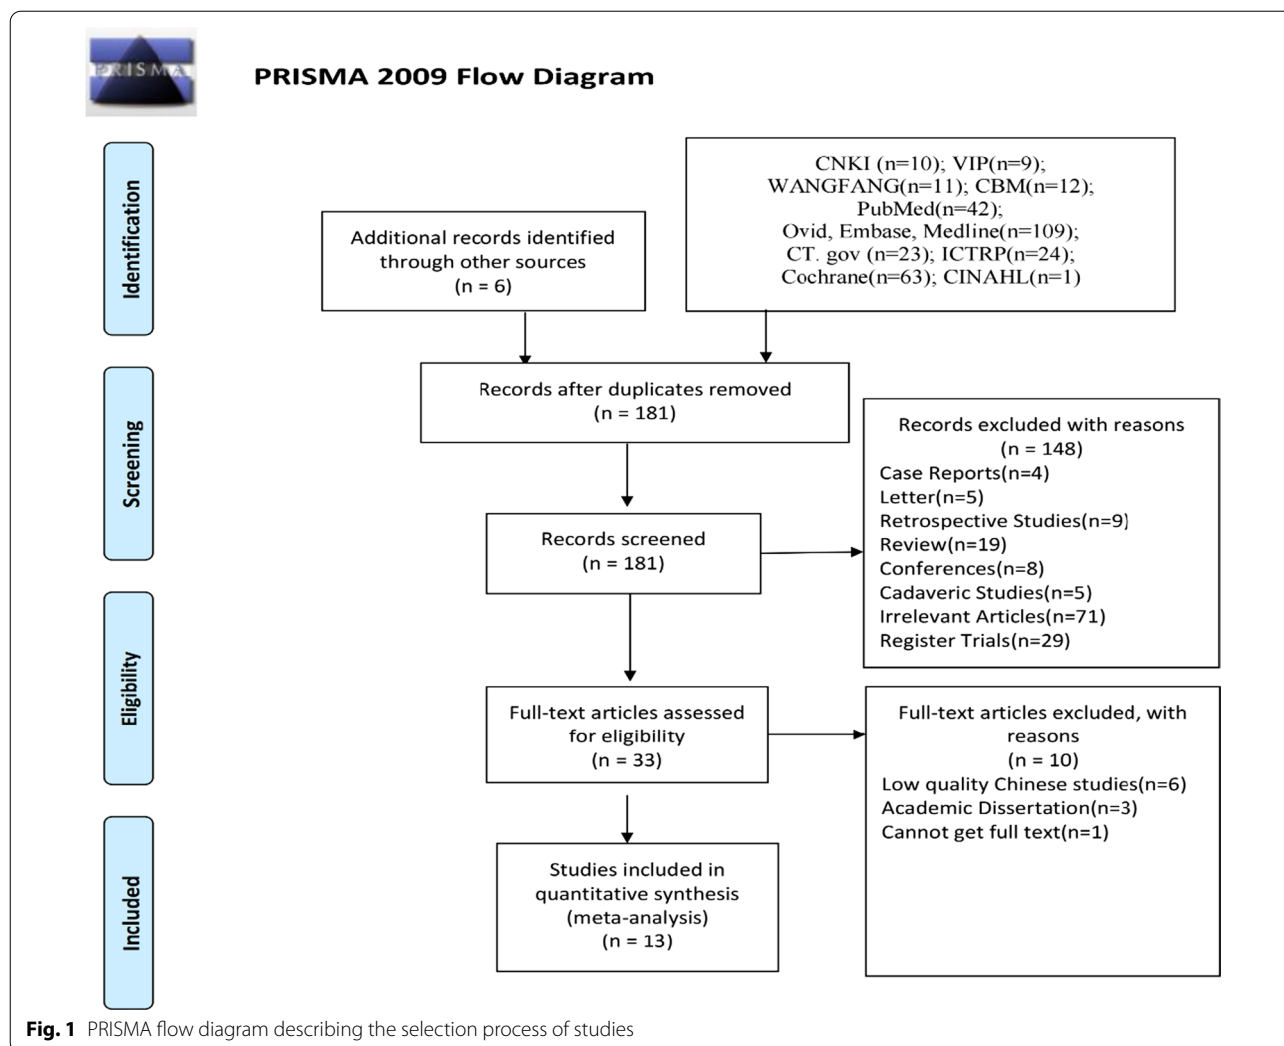 PRISMA
PRISMA 2009 Flow Diagram
Identification
Additional records identified
through other sources
(n = 6)
CNKI (n=10); VIP(n=9);
WANGFANG(n=11); CBM(n=12);
PubMed(n=42);
Ovid, Embase, Medline(n=109);
CT. gov (n=23); ICTRP(n=24);
Cochrane(n=63); CINAHL(n=1)
Records after duplicates removed
(n = 181)
Screening
Records screened
(n = 181)
Records excluded with reasons
(n = 148)
Case Reports(n=4)
Letter(n=5)
Retrospective Studies(n=9)
Review(n=19)
Conferences(n=8)
Cadaveric Studies(n=5)
Irrelevant Articles(n=71)
Register Trials(n=29)
Eligibility
Full-text articles assessed
for eligibility
(n = 33)
Full-text articles excluded, with
reasons
(n = 10)
Low quality Chinese studies(n=6)
Academic Dissertation(n=3)
Cannot get full text(n=1)
Included
Studies included in
quantitative synthesis
(meta-analysis)
(n = 13)
Fig. 1 PRISMA flow diagram describing the selection process of studies